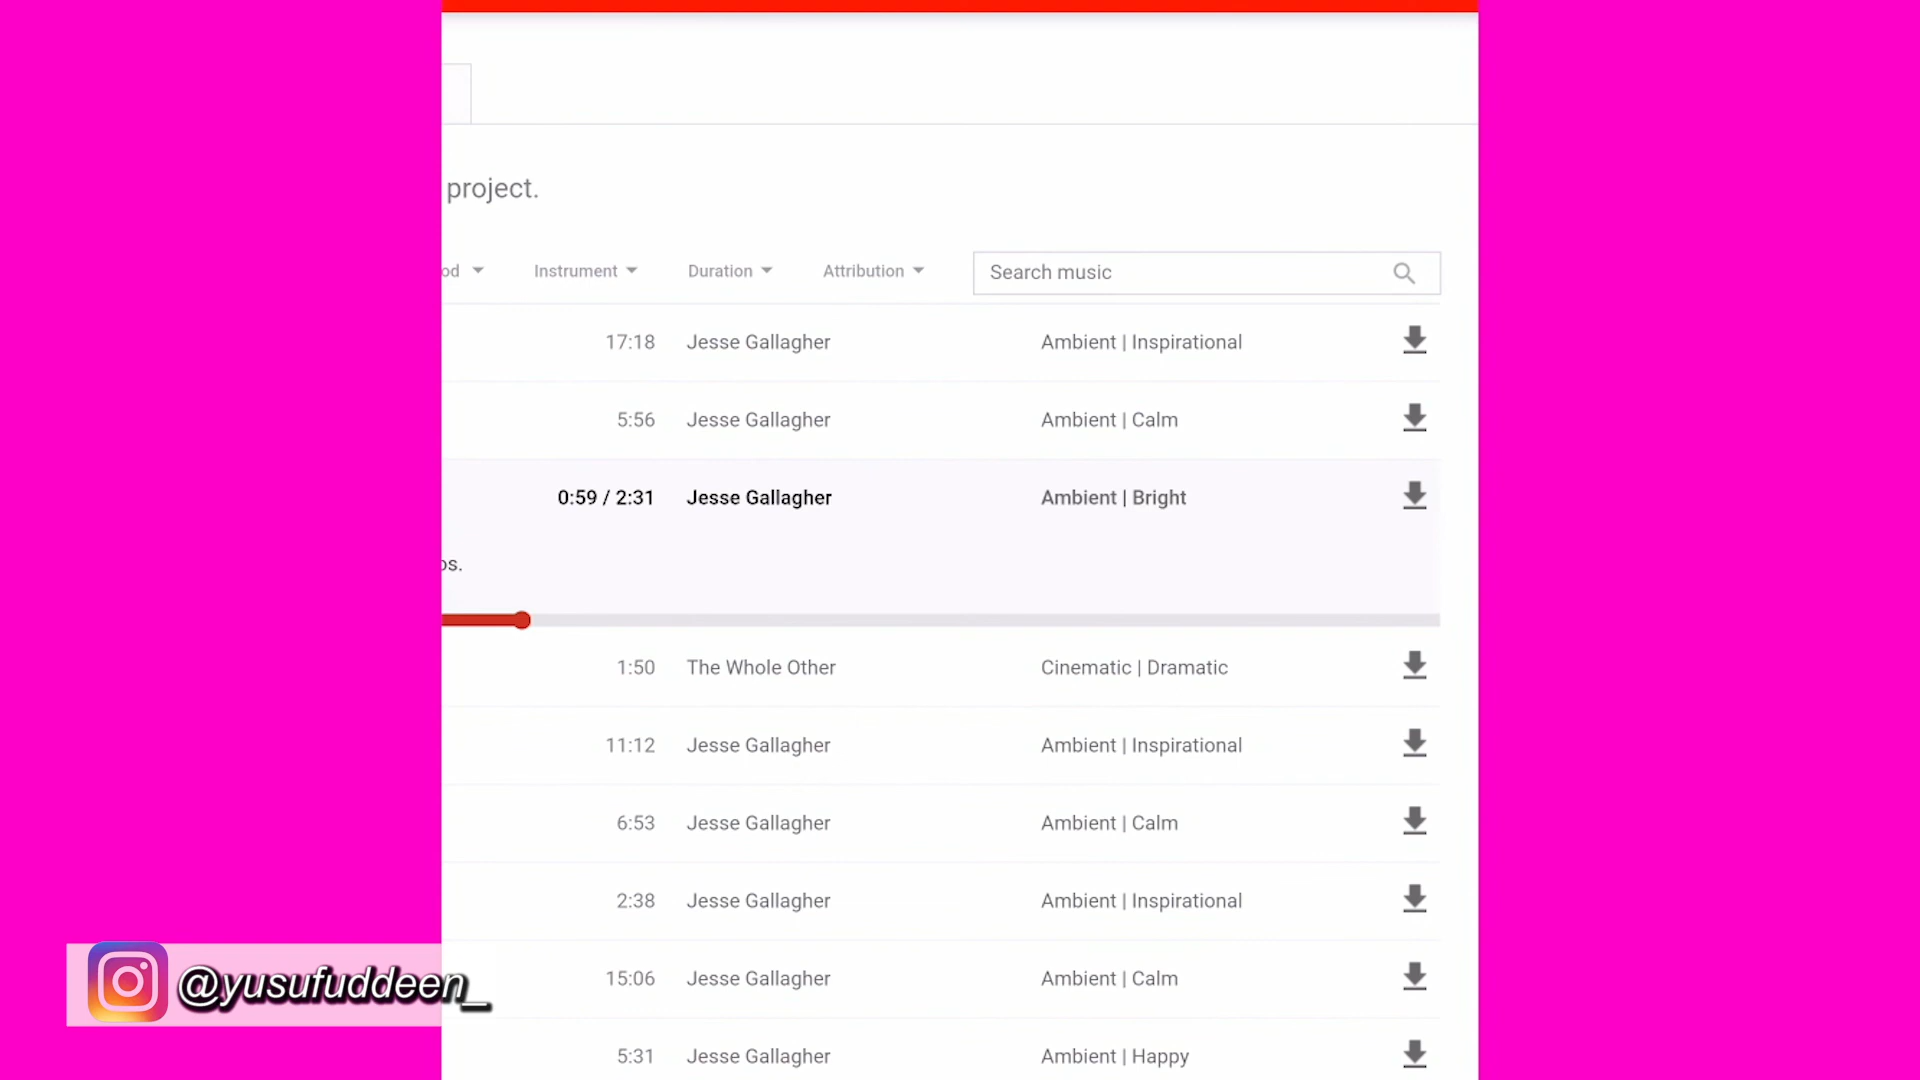 project.
od Instrument Duration Attribution Search music
17:18 Jesse Gallagher Ambient | Inspirational
5:56 Jesse Gallagher Ambient | Calm
0:59 / 2:31 Jesse Gallagher Ambient | Bright
os.
1:50 The Whole Other Cinematic | Dramatic
11:12 Jesse Gallagher Ambient | Inspirational
6:53 Jesse Gallagher Ambient | Calm
2:38 Jesse Gallagher Ambient | Inspirational
15:06 Jesse Gallagher Ambient | Calm
@yusufuddeen_
5:31 Jesse Gallagher Ambient | Happy